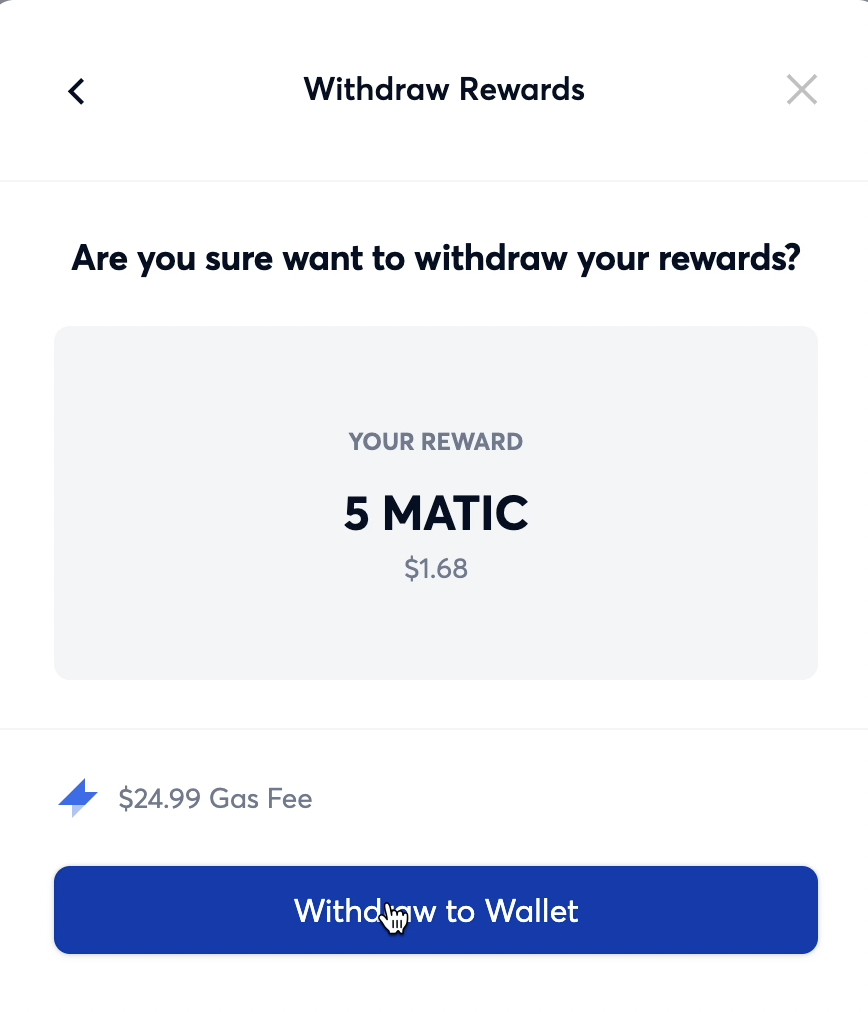 Withdraw Rewards
Are you sure want to withdraw your rewards?
YOUR REWARD
5 MATIC
$1.68
$24.99 Gas Fee
Withdraw to Wallet